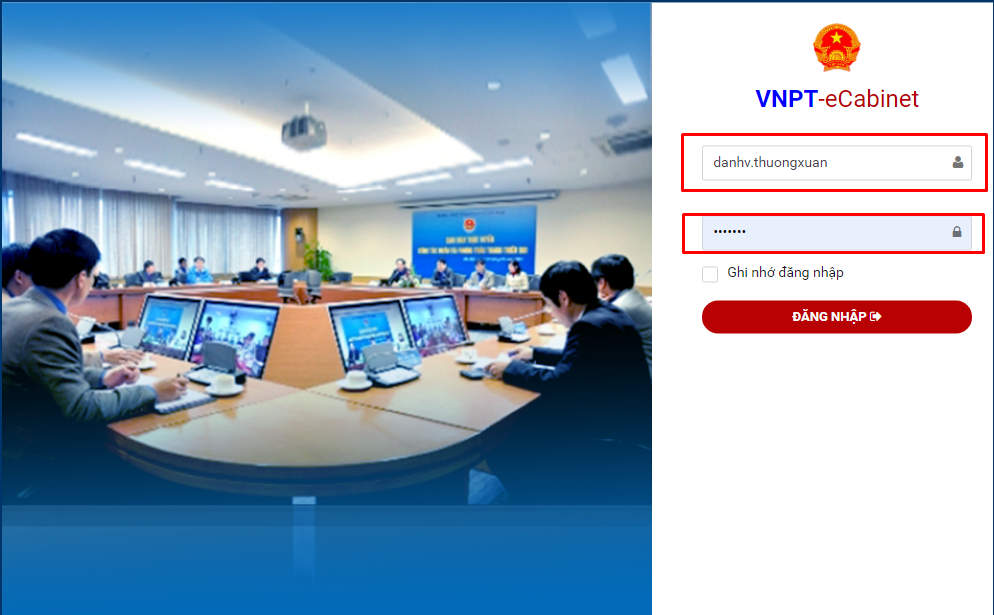 VNPT-eCabinet
danhv.thuongxuan
•••••••
Ghi nhớ đăng nhập
ĐĂNG NHẬP